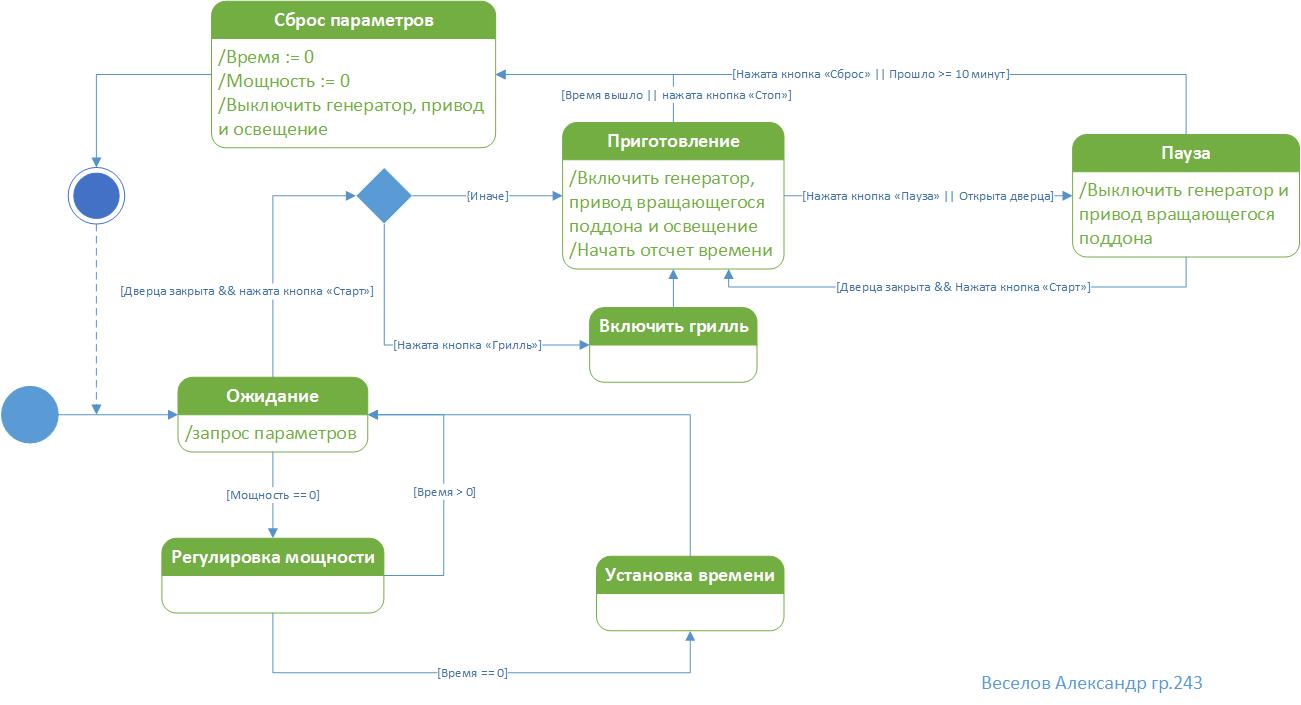 Сброс параметров
/Время := 0
/Мощность := 0
/Выключить генератор, привод
и освещение
[Нажата кнопка «Сброс» || Прошло >= 10 минут]
[Время вышло || нажата кнопка «Стоп»]
Приготовление
/Включить генератор,
привод вращающегося
поддона и освещение
/Начать отсчет времени
Пауза
/Выключить генератор и
привод вращающегося
поддона
[Иначе]
[Нажата кнопка «Пауза» || Открыта дверца]
[Дверца закрыта && нажата кнопка «Старт»]
[Дверца закрыта && Нажата кнопка «Старт»]
Включить грилль
[Нажата кнопка «Грилль»]
Ожидание
/запрос параметров
[Мощность == 0]
[Время > 0]
Регулировка мощности
Установка времени
[Время == 0]
Веселов Александр гр.243